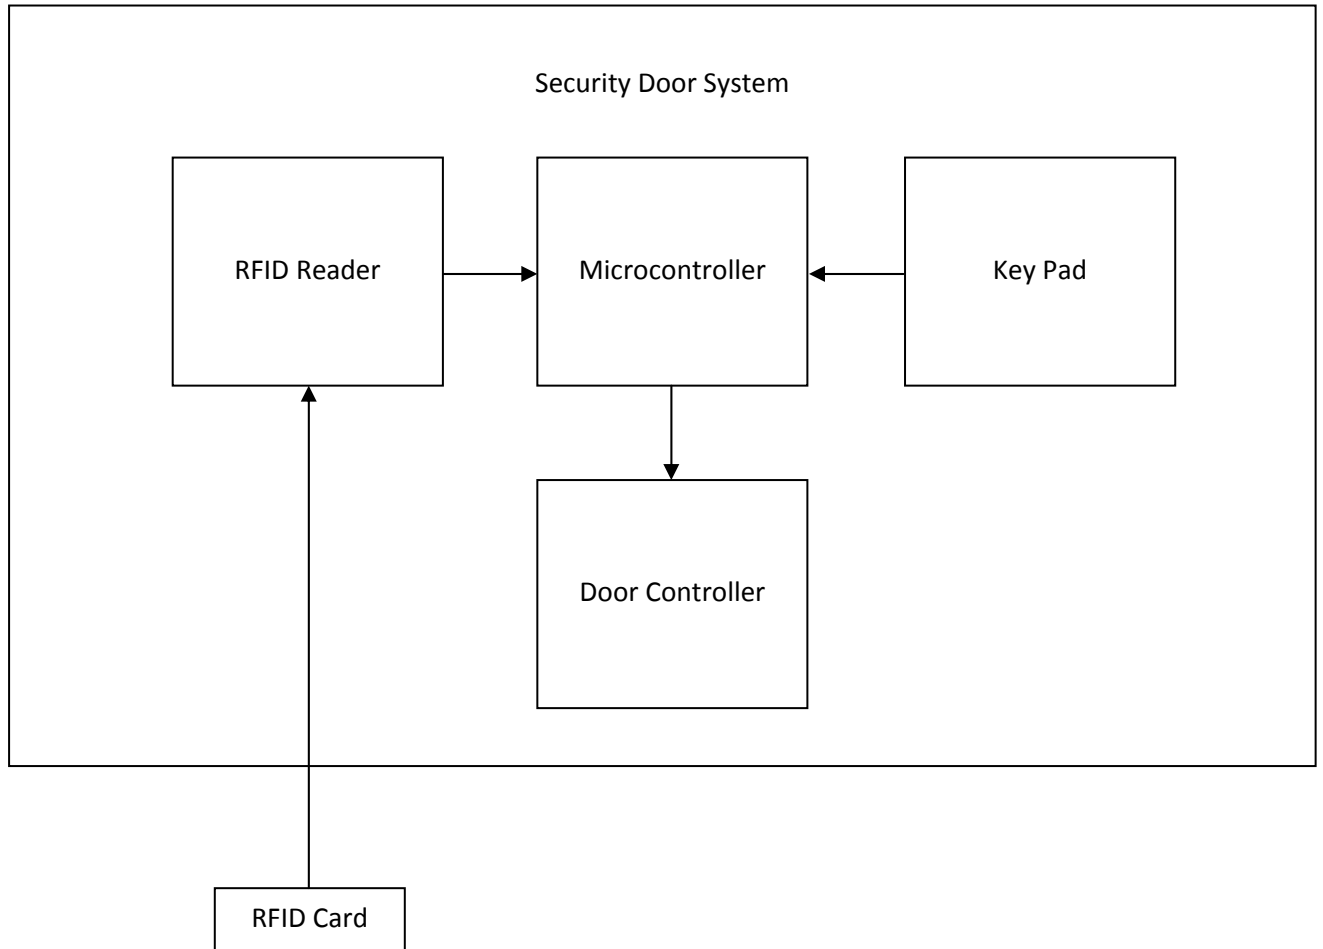 Security Door System
RFID Reader
Microcontroller
Key Pad
Door Controller
RFID Card